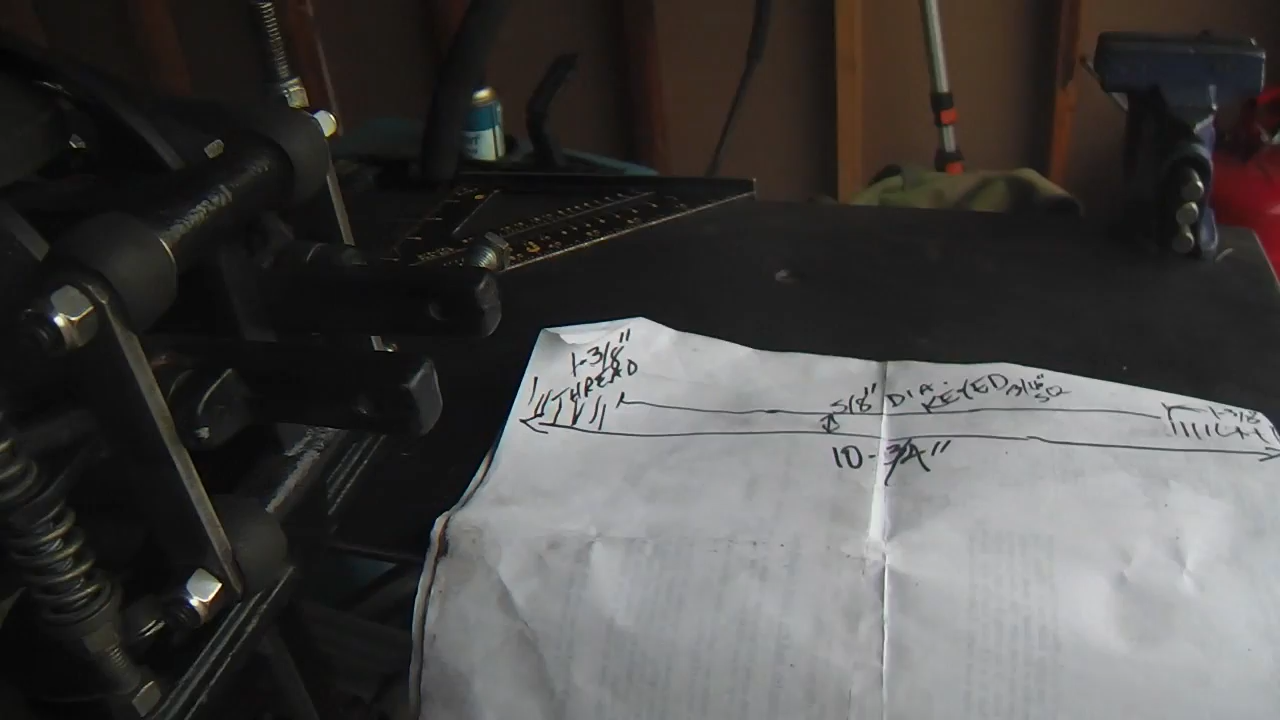 1-3/8"
THREAD
5/8" DIA. KEYED 3/16" SQ
1-3/8
10-3/4"